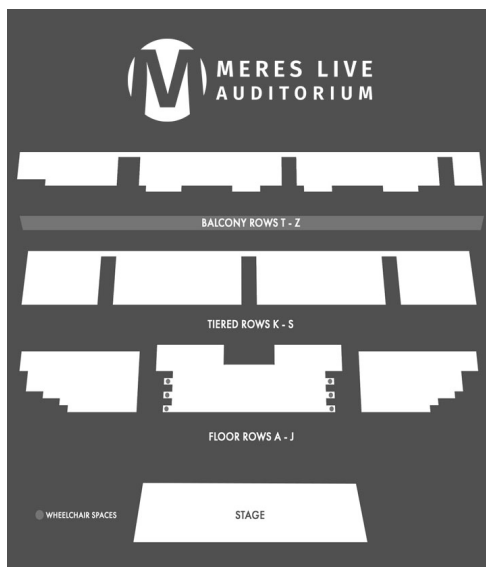 M
MERES LIVE
AUDITORIUM
BALCONY ROWS T - Z
TIERED ROWS K - S
FLOOR ROWS A - J
WHEELCHAIR SPACES
STAGE